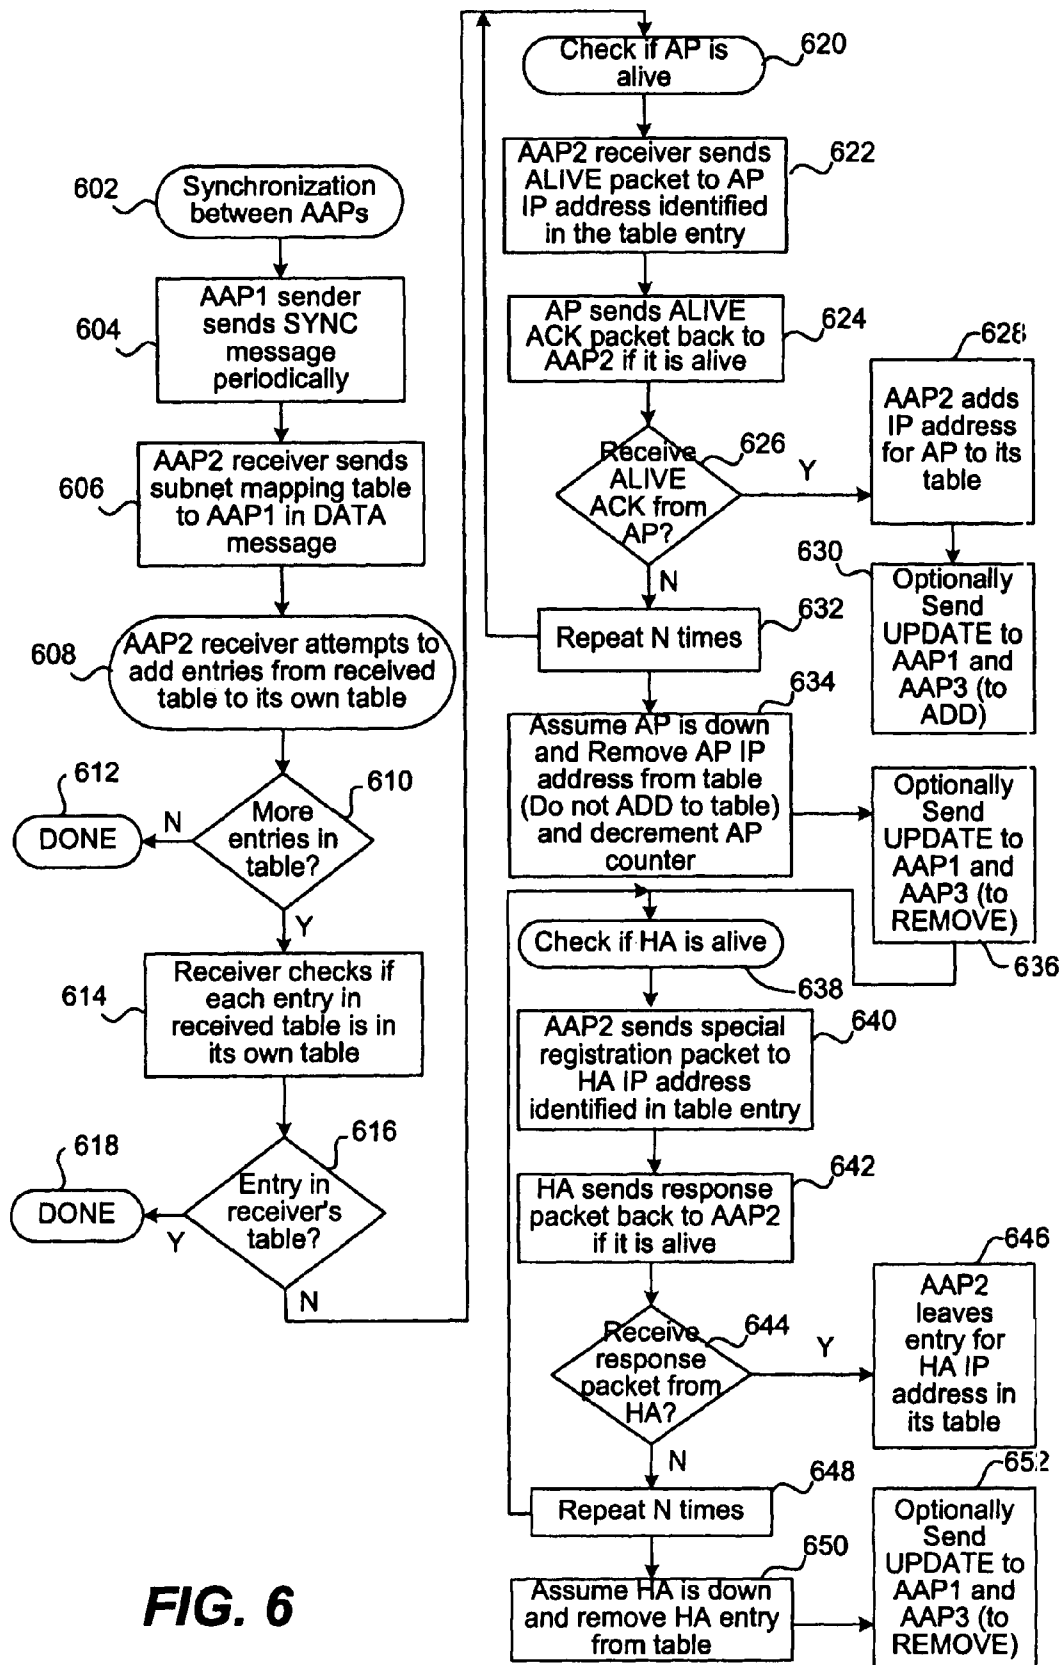 602
Synchronization
between AAPs
604
AAP1 sender
sends SYNC
message
periodically
606
AAP2 receiver sends
subnet mapping table
to AAP1 in DATA
message
608
AAP2 receiver attempts to
add entries from received
table to its own table
610
More
entries in
table?
N
612
DONE
Y
614
Receiver checks if
each entry in
received table is in
its own table
616
Entry in
receiver's
table?
618
DONE
Y
N
620
Check if AP is
alive
622
AAP2 receiver sends
ALIVE packet to AP
IP address identified
in the table entry
624
AP sends ALIVE
ACK packet back to
AAP2 if it is alive
626
Receive
ALIVE
ACK from
AP?
Y
N
628
AAP2 adds
IP address
for AP to its
table
630
Optionally
Send
UPDATE to
AAP1 and
AAP3 (to
ADD)
632
Repeat N times
634
Assume AP is down
and Remove AP IP
address from table
(Do not ADD to table)
and decrement AP
counter
Optionally
Send
UPDATE to
AAP1 and
AAP3 (to
REMOVE)
636
Check if HA is alive
638
640
AAP2 sends special
registration packet to
HA IP address
identified in table entry
642
HA sends response
packet back to AAP2
if it is alive
644
Receive
response
packet from
HA?
Y
N
646
AAP2
leaves
entry for
HA IP
address in
its table
648
Repeat N times
650
Assume HA is down
and remove HA entry
from table
652
Optionally
Send
UPDATE to
AAP1 and
AAP3 (to
REMOVE)
FIG. 6